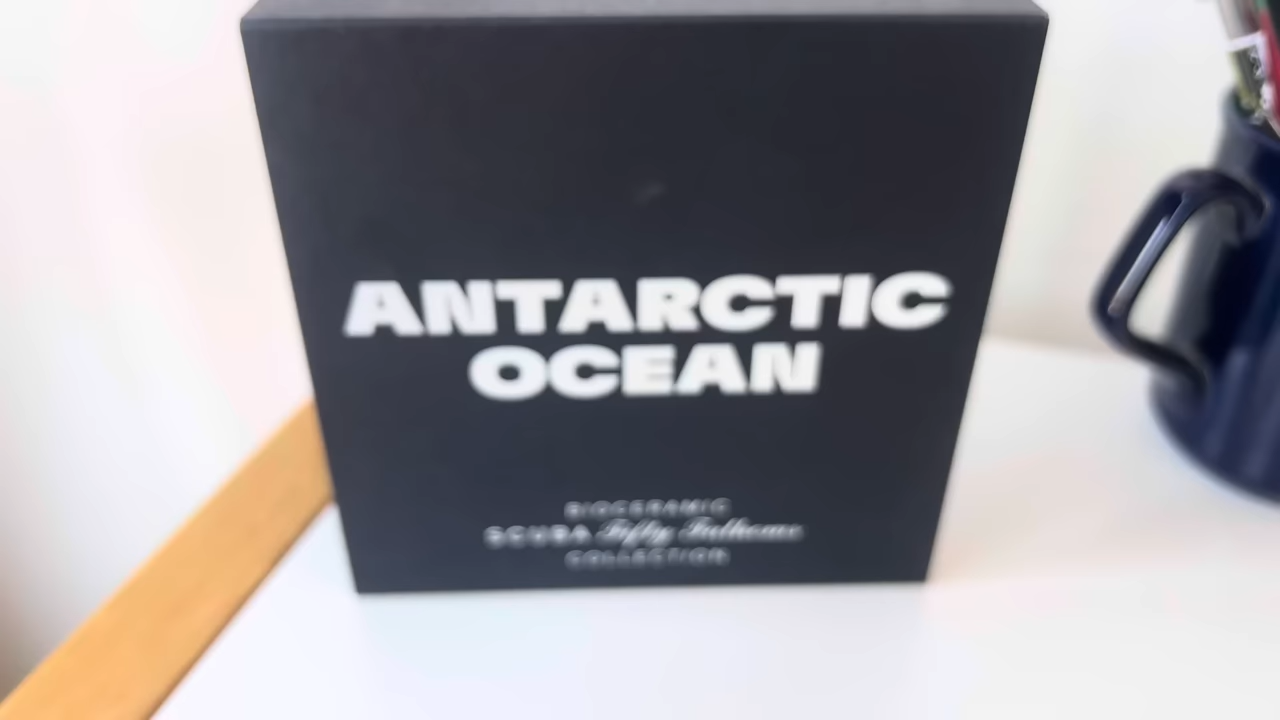 ANTARCTIC
OCEAN
BIOCERAMIC
SCUBA Fifty Fathoms
COLLECTION